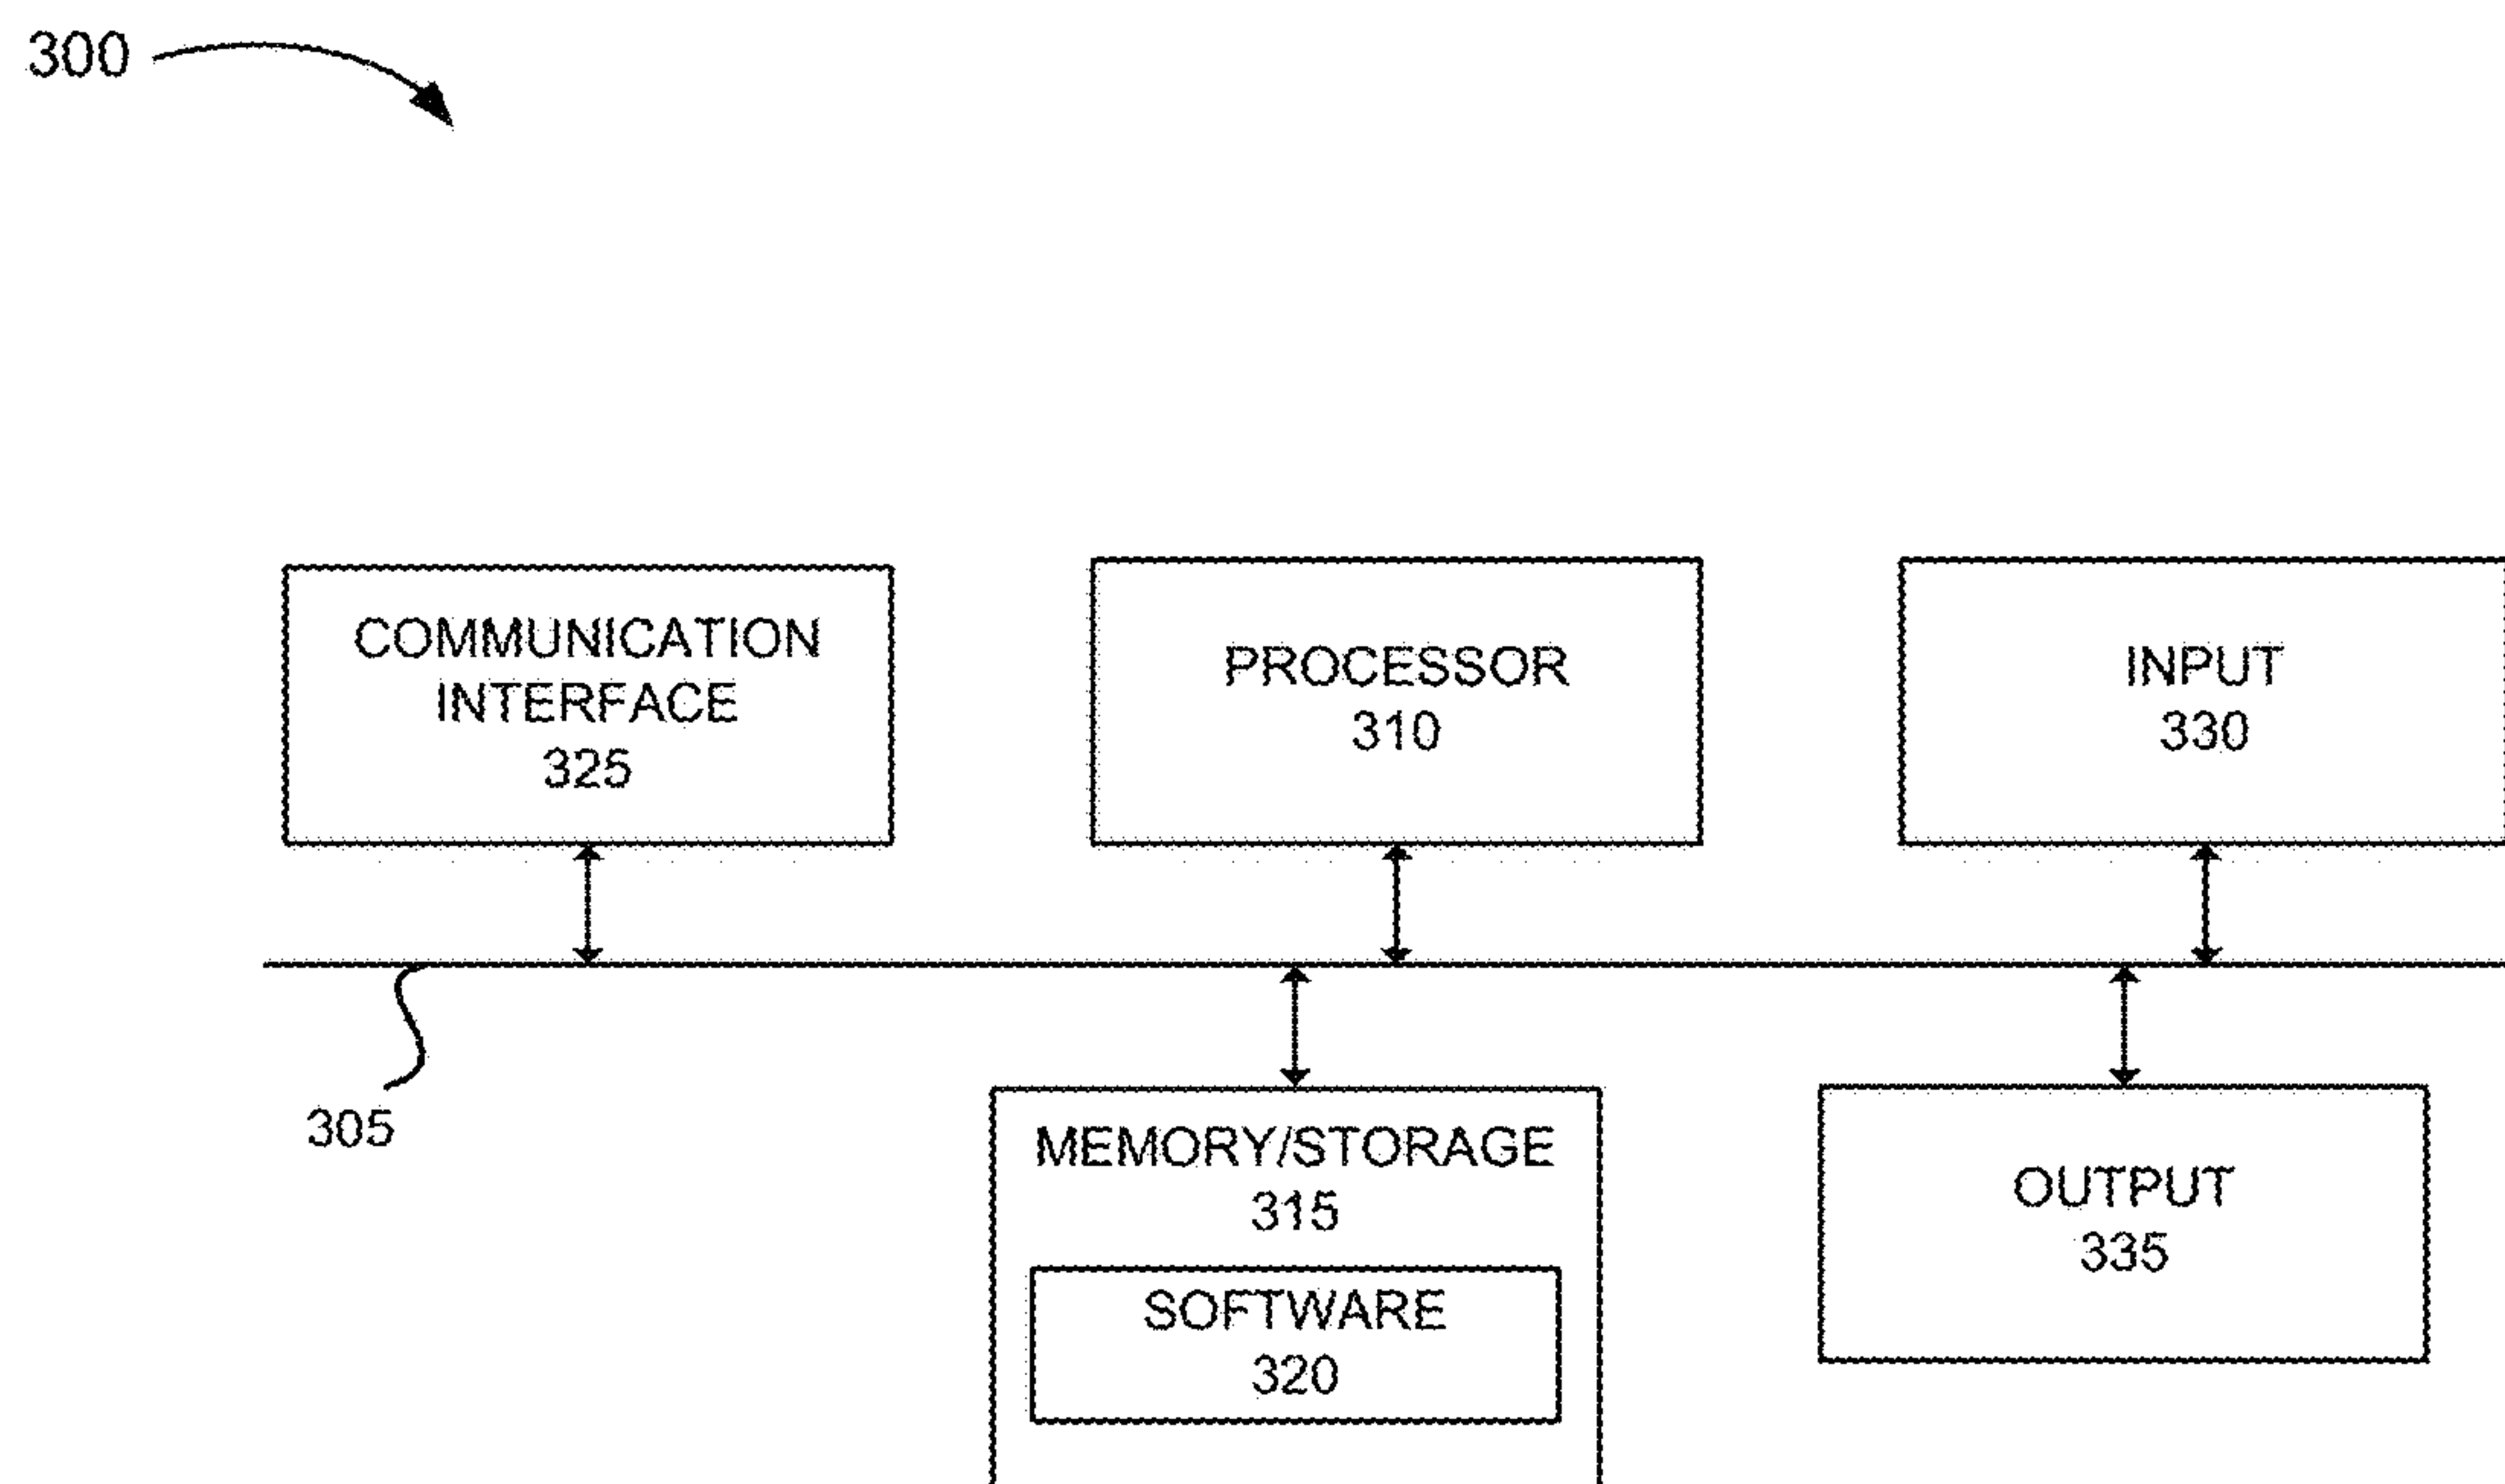 300
COMMUNICATION
INTERFACE
325
PROCESSOR
310
INPUT
330
305
MEMORY/STORAGE
315
SOFTWARE
320
OUTPUT
335